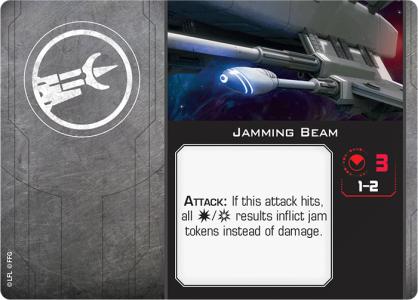 Jamming Beam
3
1-2
Attack: If this attack hits,
all / results inflict jam
tokens instead of damage.
© LFL © FFG